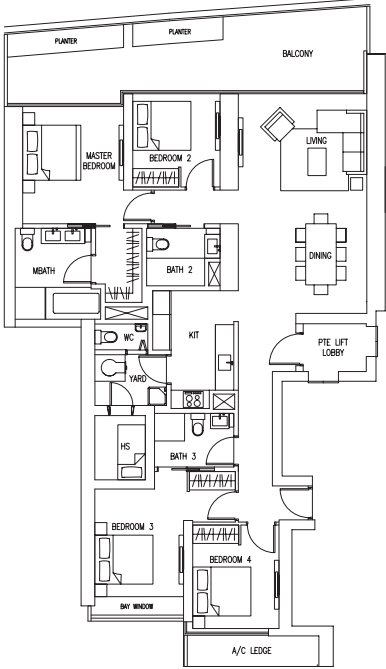 PLANTER
PLANTER
BALCONY
MASTER
BEDROOM
BEDROOM 2
LIVING
MBATH
BATH 2
DINING
WC
KIT
PTE LIFT
LOBBY
YARD
HS
BATH 3
BEDROOM 3
BEDROOM 4
BAY WINDOW
A/C LEDGE